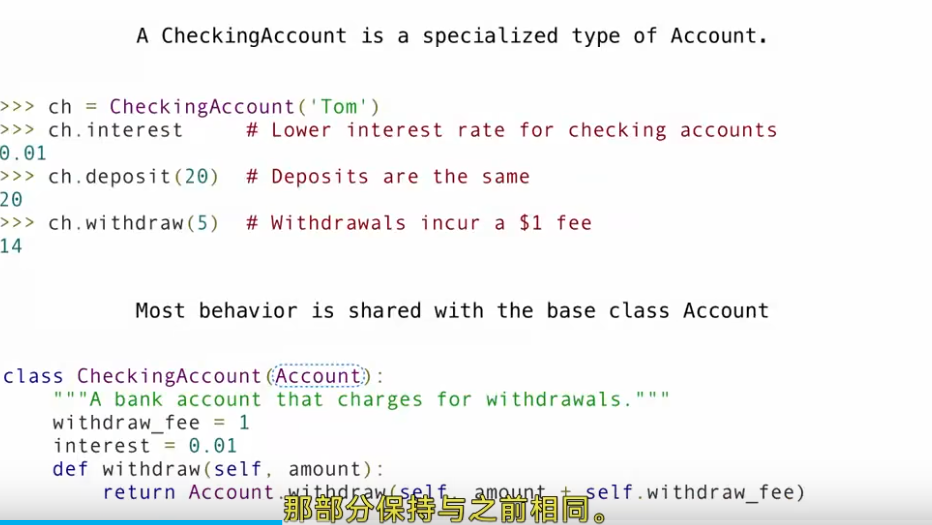 A CheckingAccount is a specialized type of Account.
>>> ch = CheckingAccount('Tom')
>>> ch.interest # Lower interest rate for checking accounts
0.01
>>> ch.deposit(20) # Deposits are the same
20
>>> ch.withdraw(5) # Withdrawals incur a $1 fee
14
Most behavior is shared with the base class Account
class CheckingAccount(Account):
"""A bank account that charges for withdrawals."""
withdraw_fee = 1
interest = 0.01
def withdraw(self, amount):
return Account.withdraw(self, amount + self.withdraw_fee)
那部分保持与之前相同。